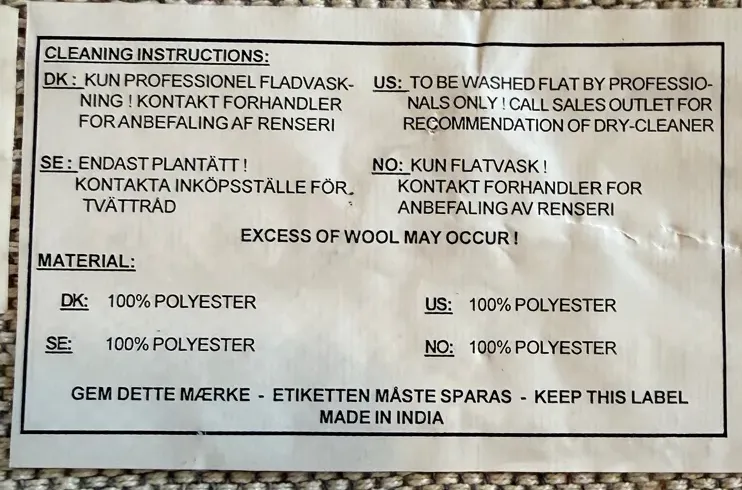 CLEANING INSTRUCTIONS:
DK: KUN PROFESSIONEL FLADVASK-
NING ! KONTAKT FORHANDLER
FOR ANBEFALING AF RENSERI
US: TO BE WASHED FLAT BY PROFESSIO-
NALS ONLY ! CALL SALES OUTLET FOR
RECOMMENDATION OF DRY-CLEANER
SE: ENDAST PLANTÄTT !
KONTAKTA INKÖPSSTÄLLE FÖR
TVÄTTRÅD
NO: KUN FLATVASK !
KONTAKT FORHANDLER FOR
ANBEFALING AV RENSERI
EXCESS OF WOOL MAY OCCUR !
MATERIAL:
DK: 100% POLYESTER
US: 100% POLYESTER
SE: 100% POLYESTER
NO: 100% POLYESTER
GEM DETTE MÆRKE - ETIKETTEN MÅSTE SPARAS - KEEP THIS LABEL
MADE IN INDIA